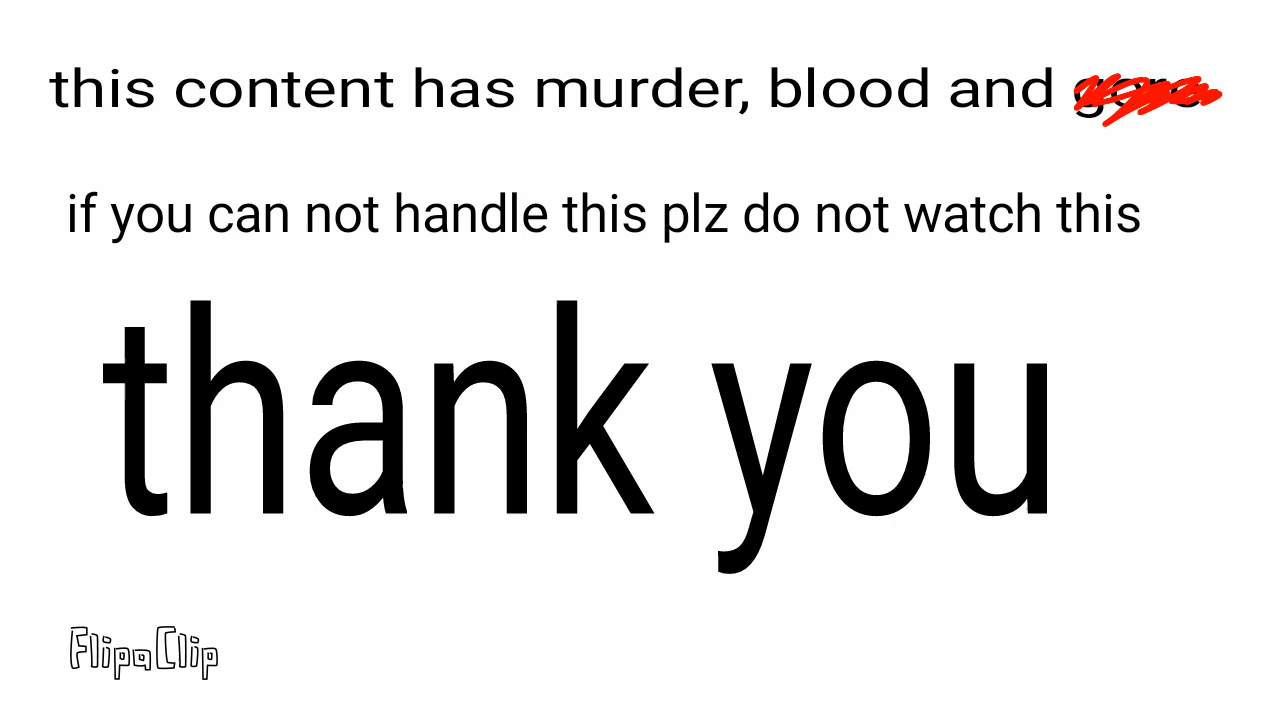 this content has murder, blood and gore
if you can not handle this plz do not watch this
thank you
FlipaClip